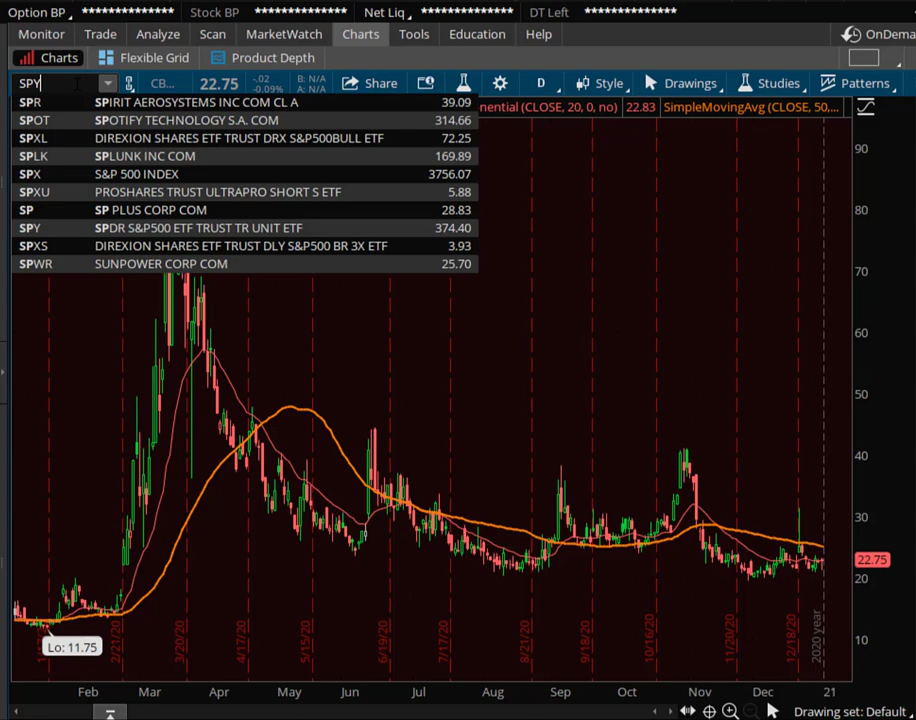 Option BP ************** Stock BP ************** Net Liq ************** DT Left **************
Monitor Trade Analyze Scan MarketWatch Charts Tools Education Help OnDema
Charts Flexible Grid Product Depth
SPY CB... 22.75 -.02 -0.09% B: N/A A: N/A Share D Style Drawings Studies Patterns
nential (CLOSE, 20, 0, no) 22.83 SimpleMovingAvg (CLOSE, 50,...
SPR SPIRIT AEROSYSTEMS INC COM CL A 39.09
SPOT SPOTIFY TECHNOLOGY S.A. COM 314.66
SPXL DIREXION SHARES ETF TRUST DRX S&P500BULL ETF 72.25
SPLK SPLUNK INC COM 169.89
SPX S&P 500 INDEX 3756.07
SPXU PROSHARES TRUST ULTRAPRO SHORT S ETF 5.88
SP SP PLUS CORP COM 28.83
SPY SPDR S&P500 ETF TRUST TR UNIT ETF 374.40
SPXS DIREXION SHARES ETF TRUST DLY S&P500 BR 3X ETF 3.93
SPWR SUNPOWER CORP COM 25.70
90
80
70
60
50
40
30
22.75
20
10
Lo: 11.75
2/21/20 3/20/20 4/17/20 5/15/20 6/19/20 7/17/20 8/21/20 9/18/20 10/16/20 11/20/20 12/18/20 2020 year
Feb Mar Apr May Jun Jul Aug Sep Oct Nov Dec 21
Drawing set: Default